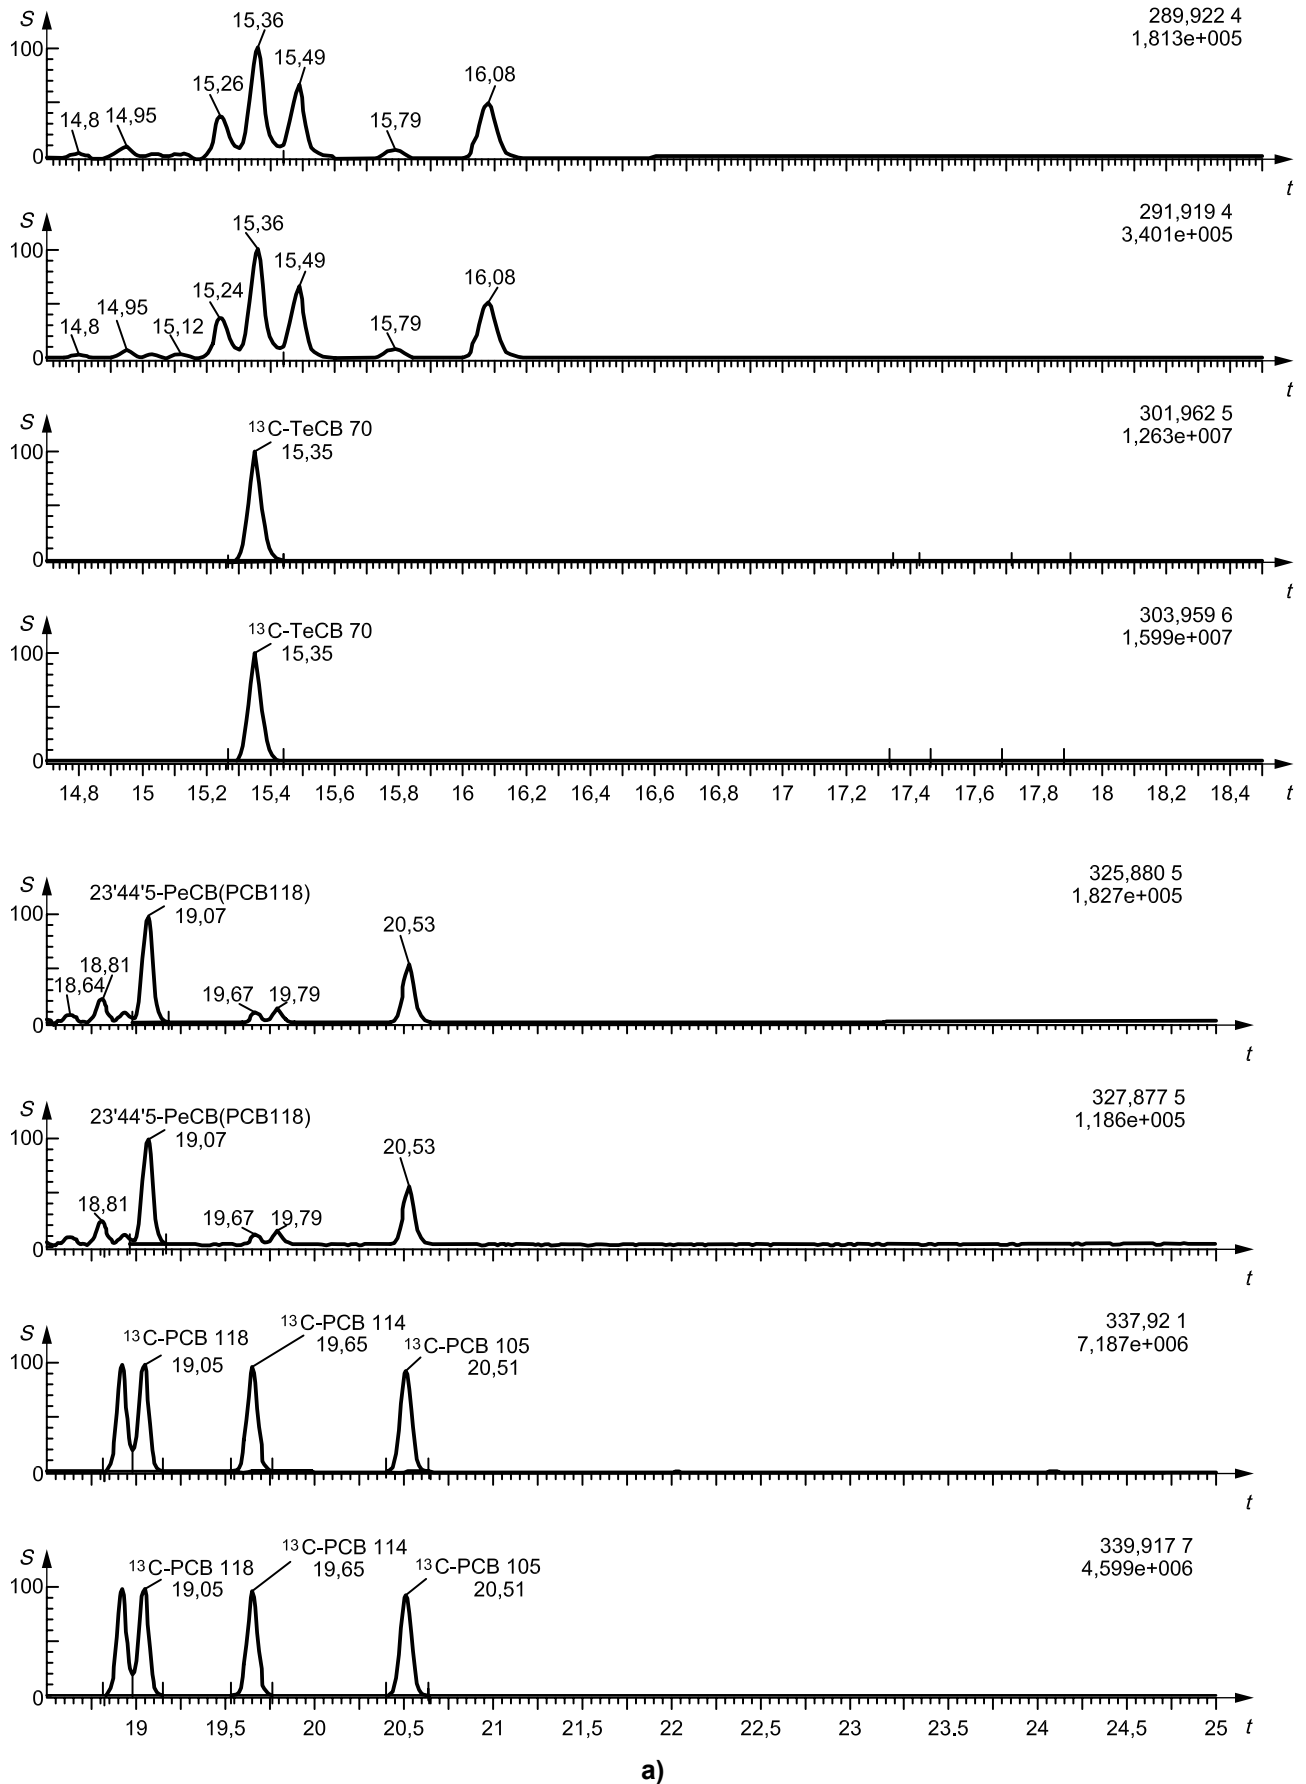 S
15,36
289,922 4
1,813e+005
100
15,49
15,26
16,08
14,8
14,95
15,79
0
t
S
15,36
291,919 4
3,401e+005
100
15,49
16,08
15,24
14,95
14,8
15,12
15,79
0
t
S
13C-TeCB 70
15,35
301,962 5
1,263e+007
100
0
t
S
13C-TeCB 70
15,35
303,959 6
1,599e+007
100
0
14,8 15 15,2 15,4 15,6 15,8 16 16,2 16,4 16,6 16,8 17 17,2 17,4 17,6 17,8 18 18,2 18,4 t
S
23'44'5-PeCB(PCB118)
19,07
325,880 5
1,827e+005
100
20,53
18,81
18,64
19,67
19,79
0
t
S
23'44'5-PeCB(PCB118)
19,07
327,877 5
1,186e+005
100
20,53
18,81
19,67
19,79
0
t
S
13C-PCB 118
19,05
13C-PCB 114
19,65
13C-PCB 105
20,51
337,92 1
7,187e+006
100
0
t
S
13C-PCB 118
19,05
13C-PCB 114
19,65
13C-PCB 105
20,51
339,917 7
4,599e+006
100
0
19 19,5 20 20,5 21 21,5 22 22,5 23 23.5 24 24,5 25 t
a)